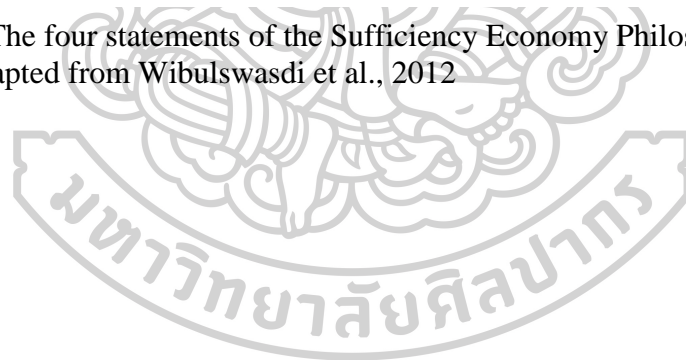 The four statements of the Sufficiency Economy Philos
apted from Wibulswasdi et al., 2012
มหาวิทยาลัยศิลปากร